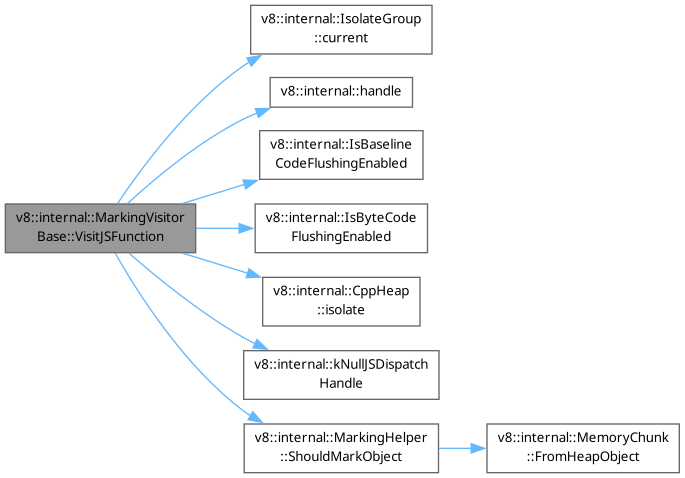 v8::internal::IsolateGroup
::current
v8::internal::handle
v8::internal::IsBaseline
CodeFlushingEnabled
v8::internal::MarkingVisitor
Base::VisitJSFunction
v8::internal::IsByteCode
FlushingEnabled
v8::internal::CppHeap
::isolate
v8::internal::kNullJSDispatch
Handle
v8::internal::MarkingHelper
::ShouldMarkObject
v8::internal::MemoryChunk
::FromHeapObject